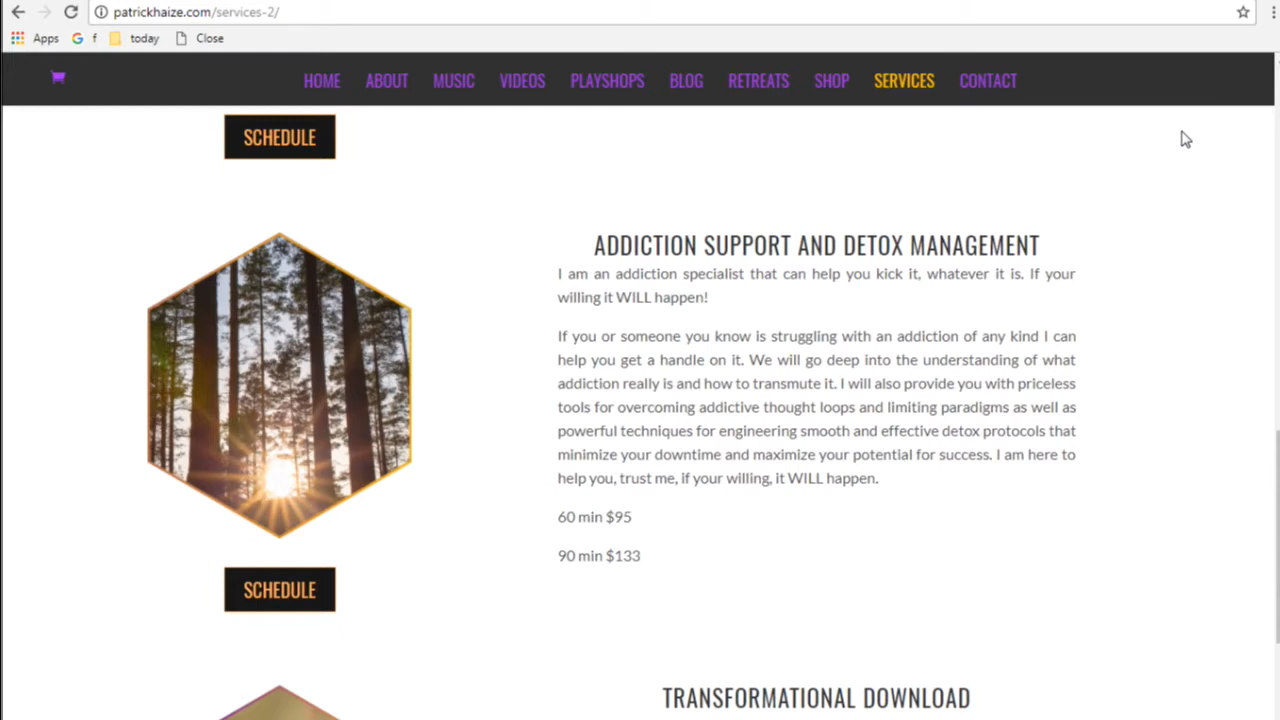 patrickhaize.com/services-2/
Apps f today Close
HOME ABOUT MUSIC VIDEOS PLAYSHOPS BLOG RETREATS SHOP SERVICES CONTACT
SCHEDULE
ADDICTION SUPPORT AND DETOX MANAGEMENT
I am an addiction specialist that can help you kick it, whatever it is. If your
willing it WILL happen!
If you or someone you know is struggling with an addiction of any kind I can
help you get a handle on it. We will go deep into the understanding of what
addiction really is and how to transmute it. I will also provide you with priceless
tools for overcoming addictive thought loops and limiting paradigms as well as
powerful techniques for engineering smooth and effective detox protocols that
minimize your downtime and maximize your potential for success. I am here to
help you, trust me, if your willing, it WILL happen.
60 min $95
90 min $133
SCHEDULE
TRANSFORMATIONAL DOWNLOAD